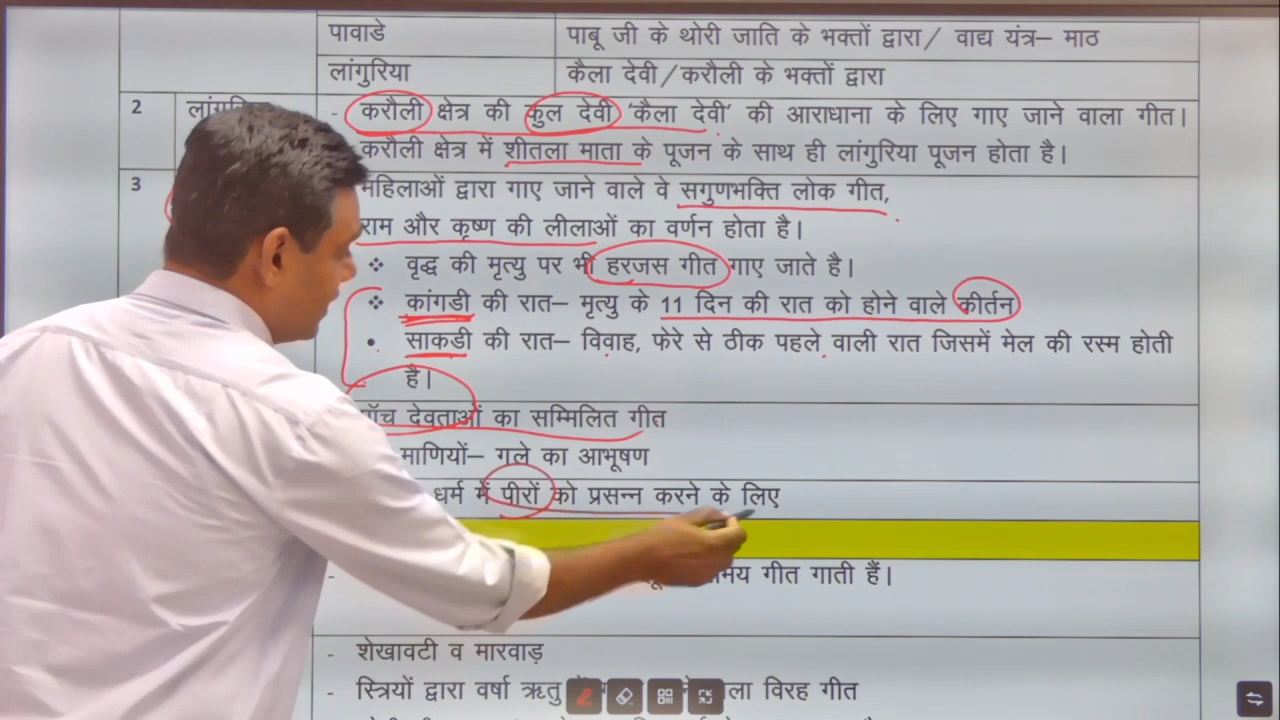 पावाडे पाबू जी के थोरी जाति के भक्तों द्वारा/ वाद्य यंत्र– माठ
लांगुरिया कैला देवी/करौली के भक्तों द्वारा
2 - करौली क्षेत्र की कुल देवी 'कैला देवी' की आराधाना के लिए गाए जाने वाला गीत।
करौली क्षेत्र में शीतला माता के पूजन के साथ ही लांगुरिया पूजन होता है।
3 महिलाओं द्वारा गाए जाने वाले वे सगुणभक्ति लोक गीत,
राम और कृष्ण की लीलाओं का वर्णन होता है।
❖ वृद्ध की मृत्यु पर भी हरजस गीत गाए जाते है।
❖ कांगडी की रात– मृत्यु के 11 दिन की रात को होने वाले कीर्तन
• साकडी की रात– विवाह, फेरे से ठीक पहले वाली रात जिसमें मेल की रस्म होती
है।
पॉच देवताओं का सम्मिलित गीत
माणियों– गले का आभूषण
धर्म में पीरों को प्रसन्न करने के लिए
- गीत गाती हैं।
- शेखावटी व मारवाड़
- स्त्रियों द्वारा वर्षा ऋतु विरह गीत